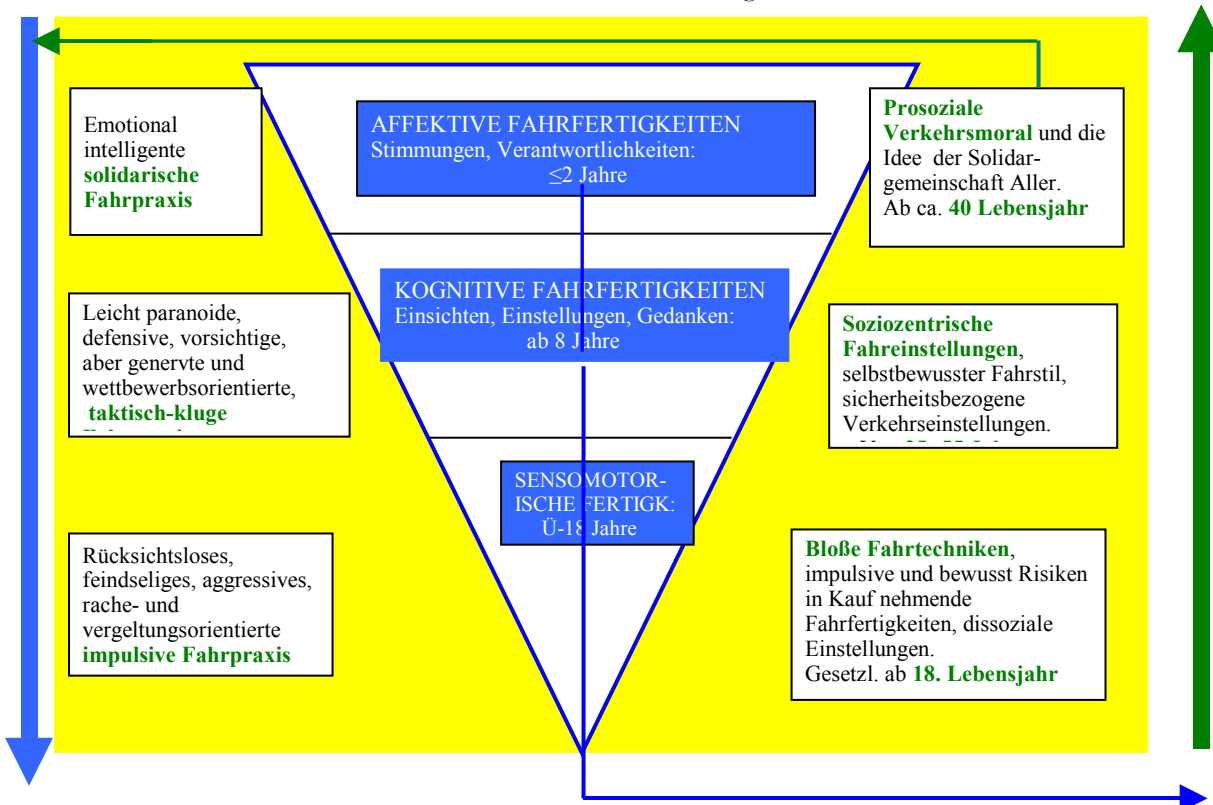 Emotional
intelligente
solidarische
Fahrpraxis
AFFEKTIVE FAHRFERTIGKEITEN
Stimmungen, Verantwortlichkeiten:
≤2 Jahre
Prosoziale
Verkehrsmoral und die
Idee der Solidar-
gemeinschaft Aller.
Ab ca. 40 Lebensjahr
Leicht paranoide,
defensive, vorsichtige,
aber genervte und
wettbewerbsorientierte,
taktisch-kluge
KOGNITIVE FAHRFERTIGKEITEN
Einsichten, Einstellungen, Gedanken:
ab 8 Jahre
Soziozentrische
Fahreinstellungen,
selbstbewusster Fahrstil,
sicherheitsbezogene
Verkehrseinstellungen.
SENSOMOTOR-
ISCHE FERTIGK:
Ü-18 Jahre
Rücksichtsloses,
feindseliges, aggressives,
rache- und
vergeltungsorientierte
impulsive Fahrpraxis
Bloße Fahrtechniken,
impulsive und bewusst Risiken
in Kauf nehmende
Fahrfertigkeiten, dissoziale
Einstellungen.
Gesetzl. ab 18. Lebensjahr